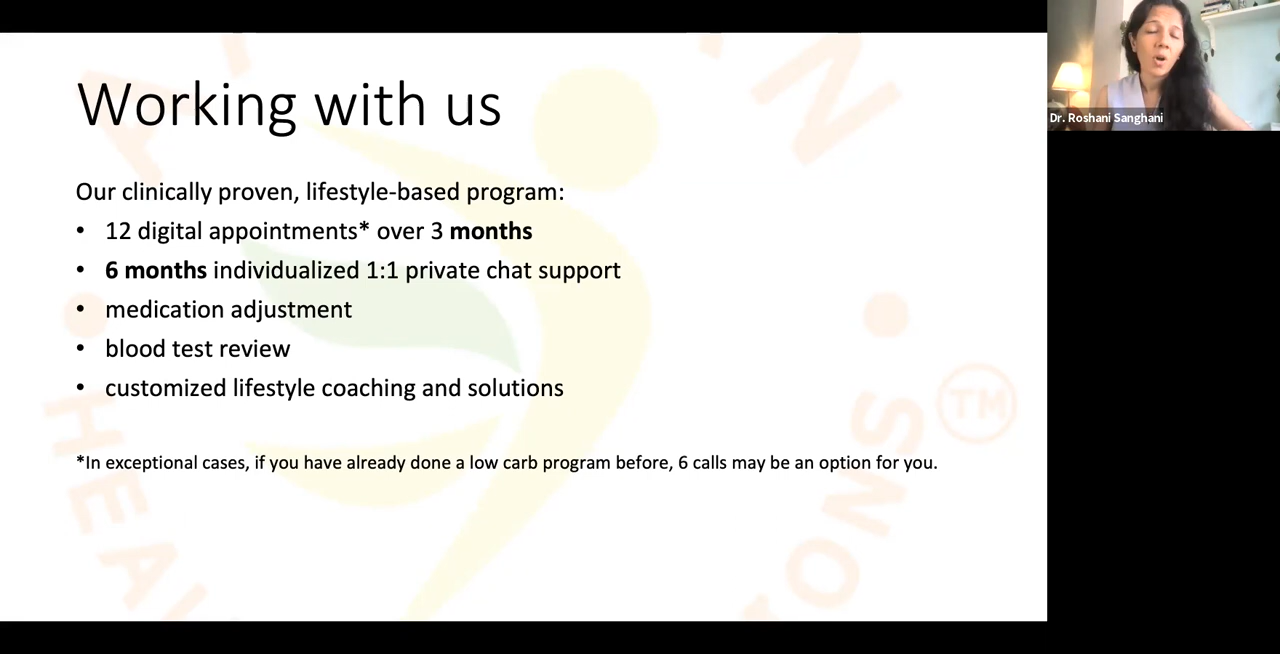 Working with us
Our clinically proven, lifestyle-based program:
• 12 digital appointments* over 3 months
• 6 months individualized 1:1 private chat support
• medication adjustment
• blood test review
• customized lifestyle coaching and solutions
*In exceptional cases, if you have already done a low carb program before, 6 calls may be an option for you.
Dr. Roshani Sanghani
TM